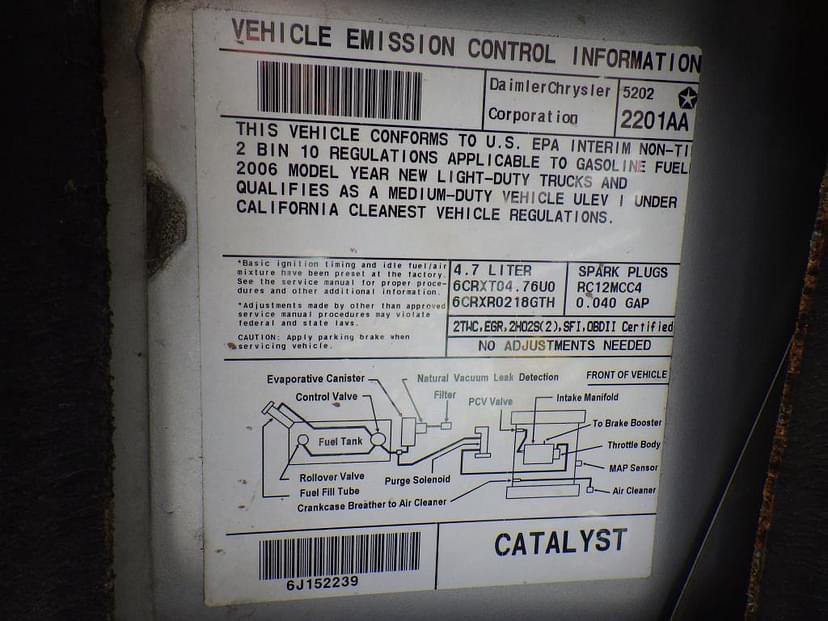 VEHICLE EMISSION CONTROL INFORMATION
DaimlerChrysler
Corporation
5202
2201AA
THIS VEHICLE CONFORMS TO U.S. EPA INTERIM NON-TI
2 BIN 10 REGULATIONS APPLICABLE TO GASOLINE FUEL
2006 MODEL YEAR NEW LIGHT-DUTY TRUCKS AND
QUALIFIES AS A MEDIUM-DUTY VEHICLE ULEV I UNDER
CALIFORNIA CLEANEST VEHICLE REGULATIONS.
*Basic ignition timing and idle fuel/air
mixture have been preset at the factory.
See the service manual for proper proce-
dures and other additional information.
*Adjustments made by other than approved
service manual procedures may violate
federal and state laws.
CAUTION: Apply parking brake when
servicing vehicle.
4.7 LITER
6CRXT04.76U0
6CRXR0218GTH
SPARK PLUGS
RC12MCC4
0.040 GAP
2TWC,EGR,2HO2S(2),SFI,OBDII Certified
NO ADJUSTMENTS NEEDED
Evaporative Canister
Natural Vacuum Leak Detection
FRONT OF VEHICLE
Control Valve
Filter
PCV Valve
Intake Manifold
To Brake Booster
Fuel Tank
Throttle Body
MAP Sensor
Rollover Valve
Purge Solenoid
Fuel Fill Tube
Air Cleaner
Crankcase Breather to Air Cleaner
6J152239
CATALYST